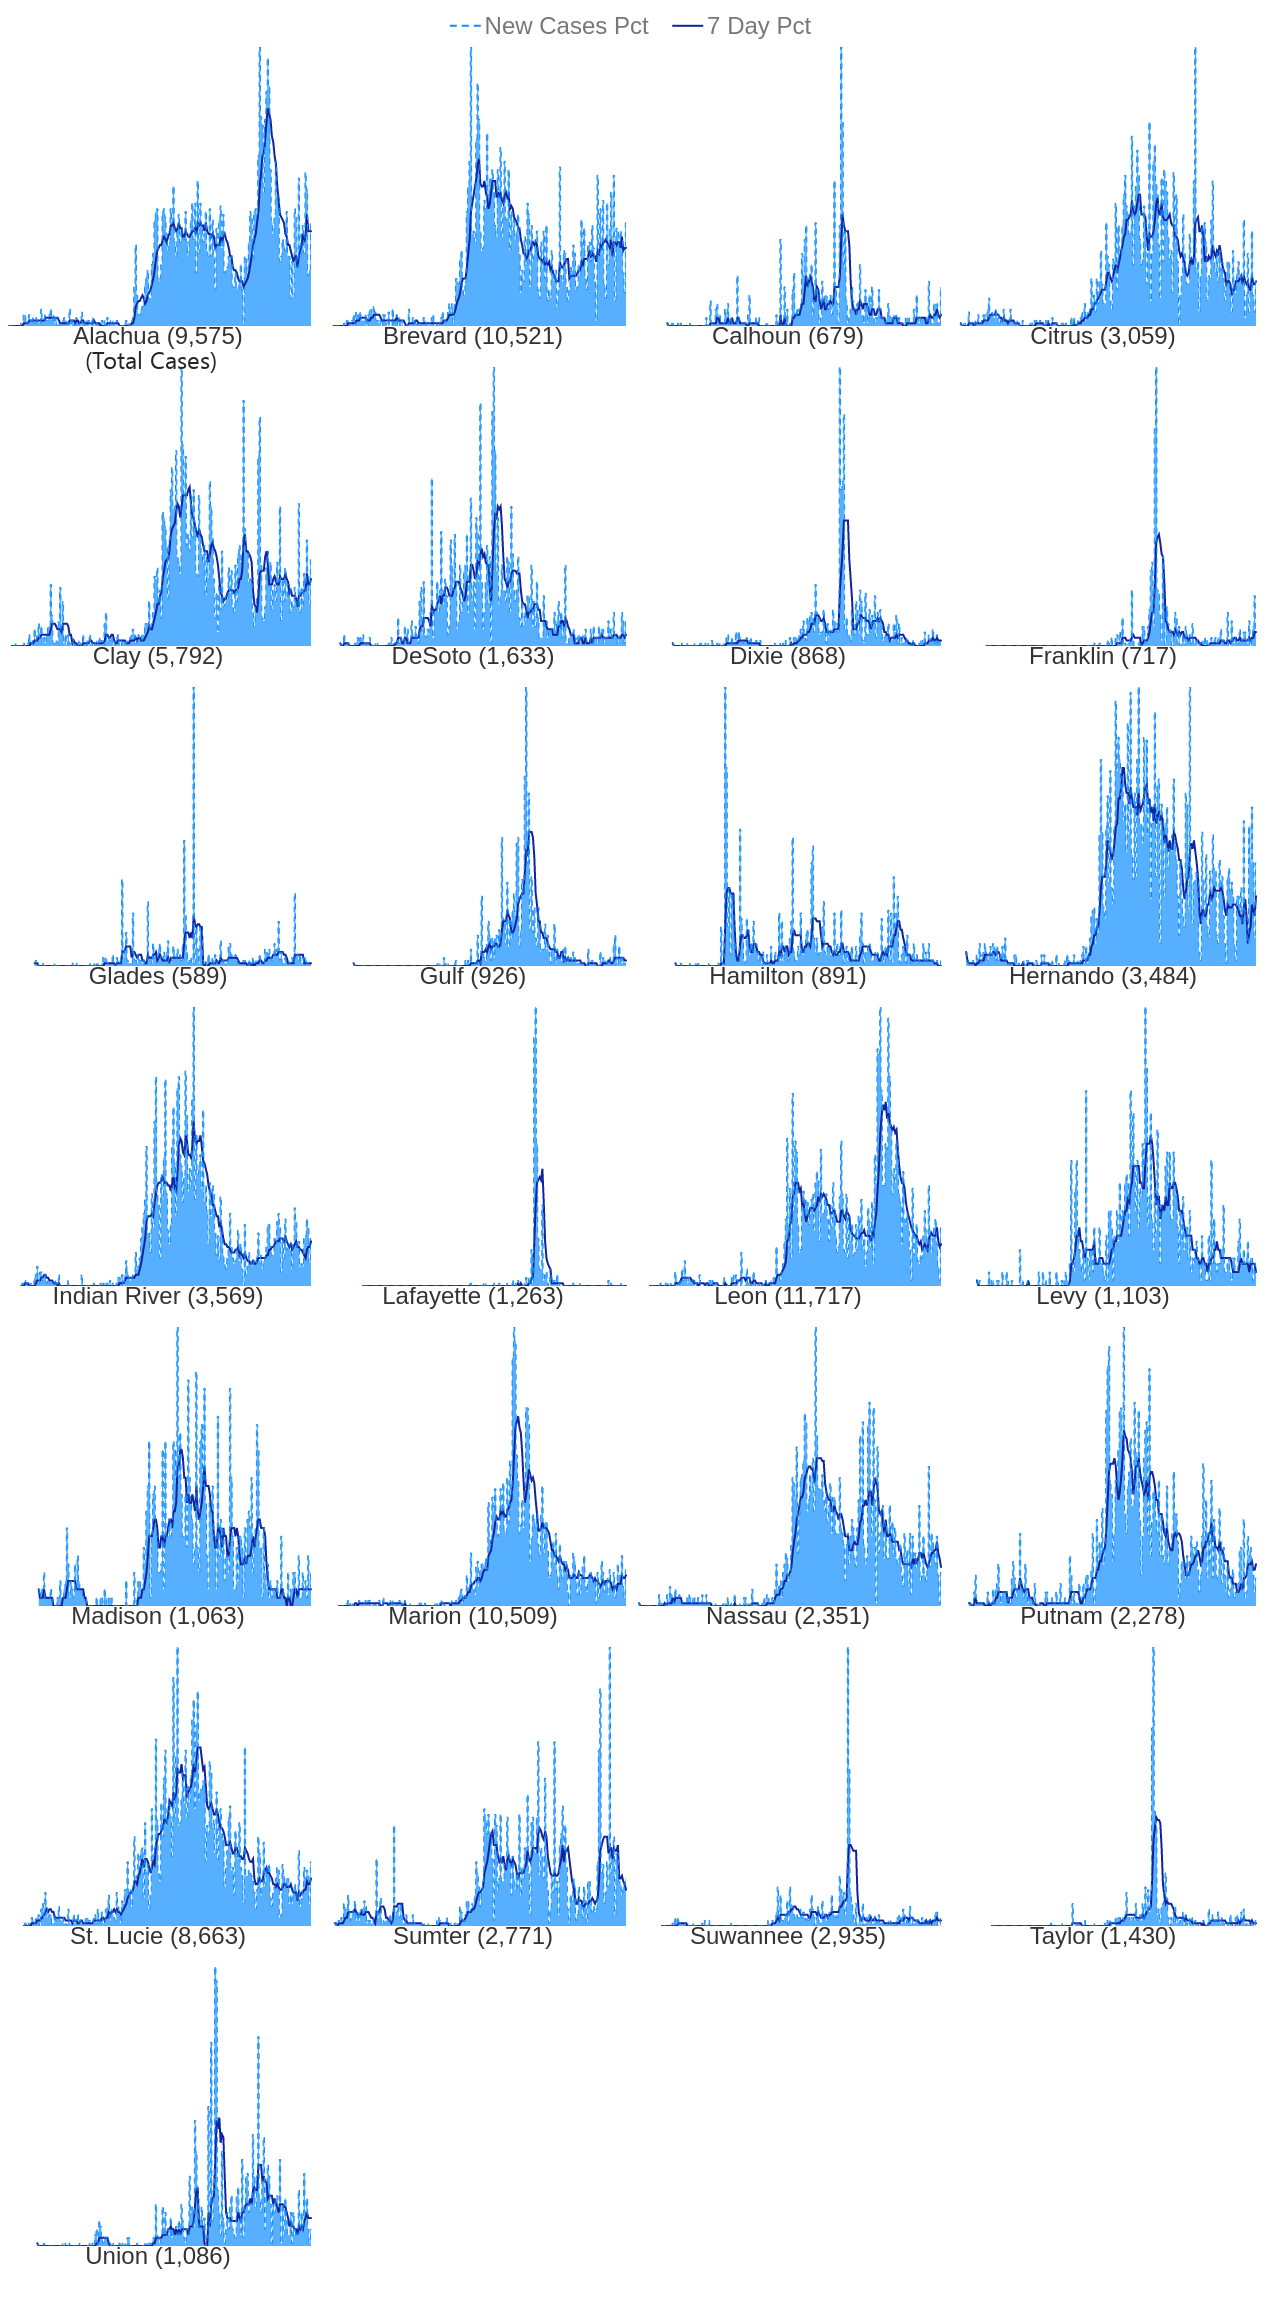 New Cases Pct 7 Day Pct
Alachua (9,575) Brevard (10,521) Calhoun (679) Citrus (3,059)
(Total Cases)
Clay (5,792) DeSoto (1,633) Dixie (868) Franklin (717)
Glades (589) Gulf (926) Hamilton (891) Hernando (3,484)
Indian River (3,569) Lafayette (1,263) Leon (11,717) Levy (1,103)
Madison (1,063) Marion (10,509) Nassau (2,351) Putnam (2,278)
St. Lucie (8,663) Sumter (2,771) Suwannee (2,935) Taylor (1,430)
Union (1,086)